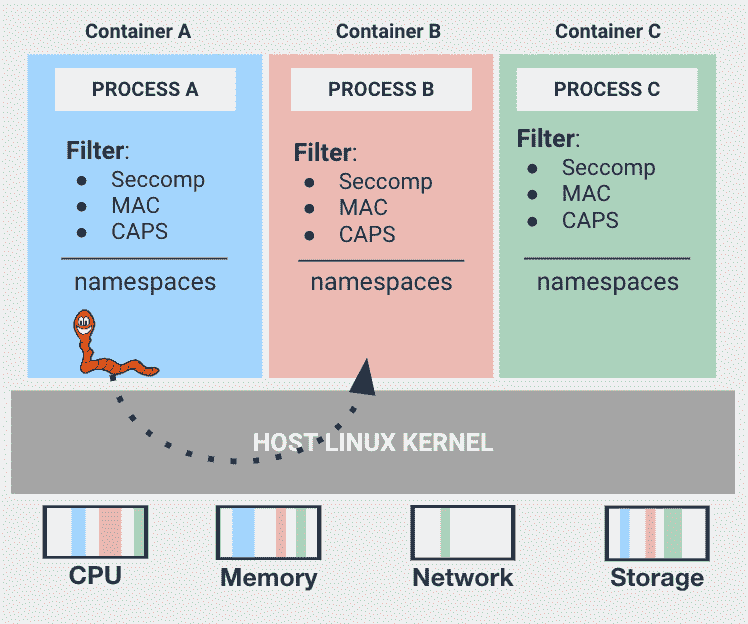 Container A
Container B
Container C
PROCESS A
PROCESS B
PROCESS C
Filter:
● Seccomp
● MAC
● CAPS
namespaces
Filter:
● Seccomp
● MAC
● CAPS
namespaces
Filter:
● Seccomp
● MAC
● CAPS
namespaces
HOST LINUX KERNEL
CPU
Memory
Network
Storage